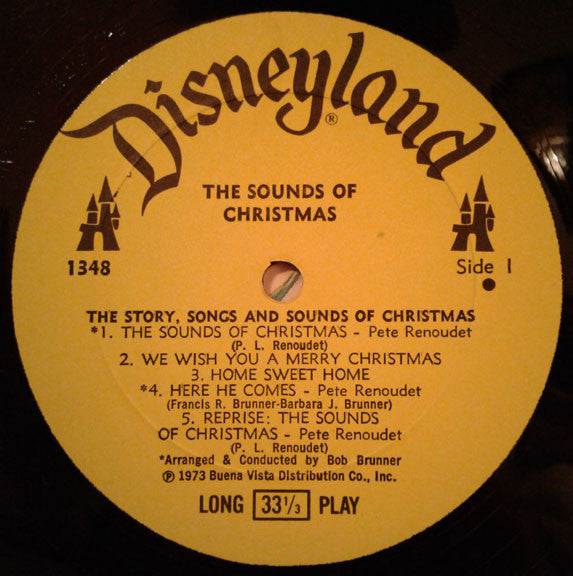 Disneyland®
THE SOUNDS OF
CHRISTMAS
1348
Side 1
THE STORY, SONGS AND SOUNDS OF CHRISTMAS
*1. THE SOUNDS OF CHRISTMAS - Pete Renoudet
(P. L. Renoudet)
2. WE WISH YOU A MERRY CHRISTMAS
3. HOME SWEET HOME
*4. HERE HE COMES - Pete Renoudet
(Francis R. Brunner-Barbara J. Brunner)
5. REPRISE: THE SOUNDS
OF CHRISTMAS - Pete Renoudet
(P. L. Renoudet)
*Arranged & Conducted by Bob Brunner
℗ 1973 Buena Vista Distribution Co., Inc.
LONG 33⅓ PLAY